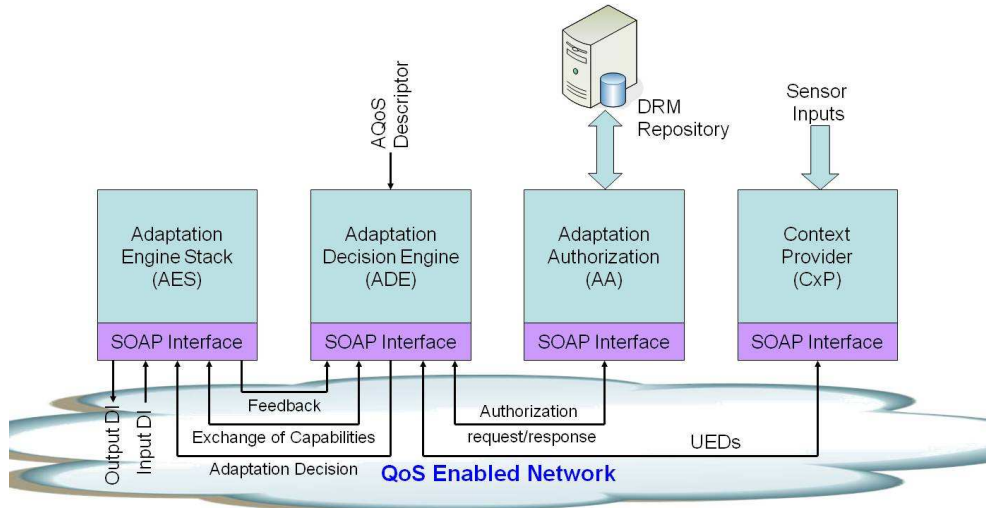 AQoS
Descriptor
DRM
Repository
Sensor
Inputs
Adaptation
Engine Stack
(AES)
SOAP Interface
Adaptation
Decision Engine
(ADE)
SOAP Interface
Adaptation
Authorization
(AA)
SOAP Interface
Context
Provider
(CxP)
SOAP Interface
Output DI
Input DI
Feedback
Exchange of Capabilities
Adaptation Decision
Authorization
request/response
UEDs
QoS Enabled Network